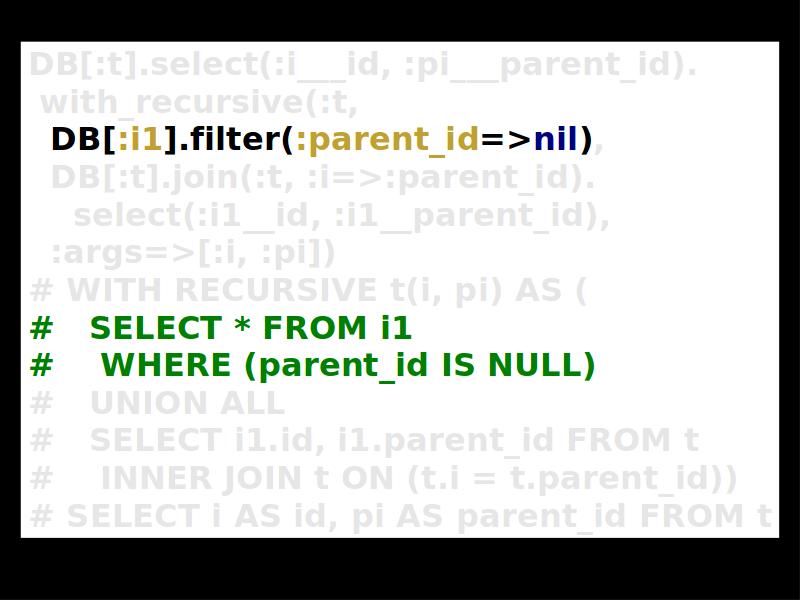 DB[:t].select(:i___id, :pi___parent_id).
with_recursive(:t,
DB[:i1].filter(:parent_id=>nil),
DB[:t].join(:t, :i=>:parent_id).
select(:i1__id, :i1__parent_id),
:args=>[:i, :pi])
# WITH RECURSIVE t(i, pi) AS (
# SELECT * FROM i1
# WHERE (parent_id IS NULL)
# UNION ALL
# SELECT i1.id, i1.parent_id FROM t
# INNER JOIN t ON (t.i = t.parent_id))
# SELECT i AS id, pi AS parent_id FROM t